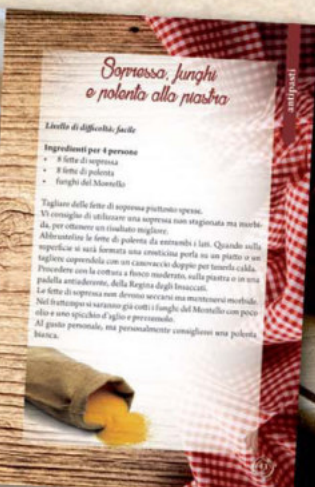 Sopressa, funghi
e polenta alla piastra
antipasti
Livello di difficoltà: facile
Ingredienti per 4 persone
• 8 fette di sopressa
• 8 fette di polenta
• funghi del Montello
Tagliare delle fette di sopressa piuttosto spesse.
Vi consiglio di utilizzare una sopressa non stagionata ma morbi-
da, per ottenere un risultato migliore.
Abbrustolire le fette di polenta da entrambi i lati. Quando sulla
superficie si sarà formata una crosticina porla su un piatto o un
tagliere coprendola con un canovaccio doppio per tenerla calda.
Procedere con la cottura a fuoco moderato, sulla piastra o in una
padella antiaderente, della Regina degli Insaccati.
Le fette di sopressa non devono seccarsi ma mantenersi morbide.
Nel frattempo si saranno già cotti i funghi del Montello con poco
olio e uno spicchio d'aglio e prezzemolo.
Al gusto personale, ma personalmente consiglierei una polenta
bianca.